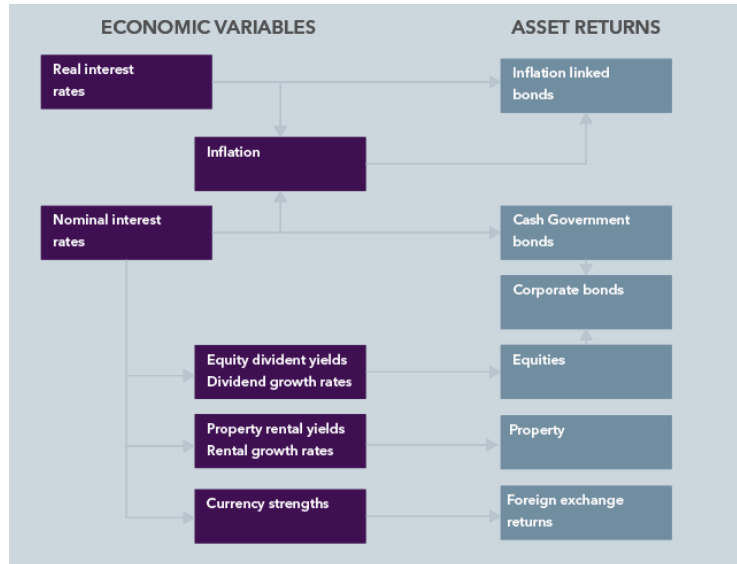 ECONOMIC VARIABLES
ASSET RETURNS
Real interest
rates
Inflation linked
bonds
Inflation
Nominal interest
rates
Cash Government
bonds
Corporate bonds
Equity divident yields
Dividend growth rates
Equities
Property rental yields
Rental growth rates
Property
Currency strengths
Foreign exchange
returns